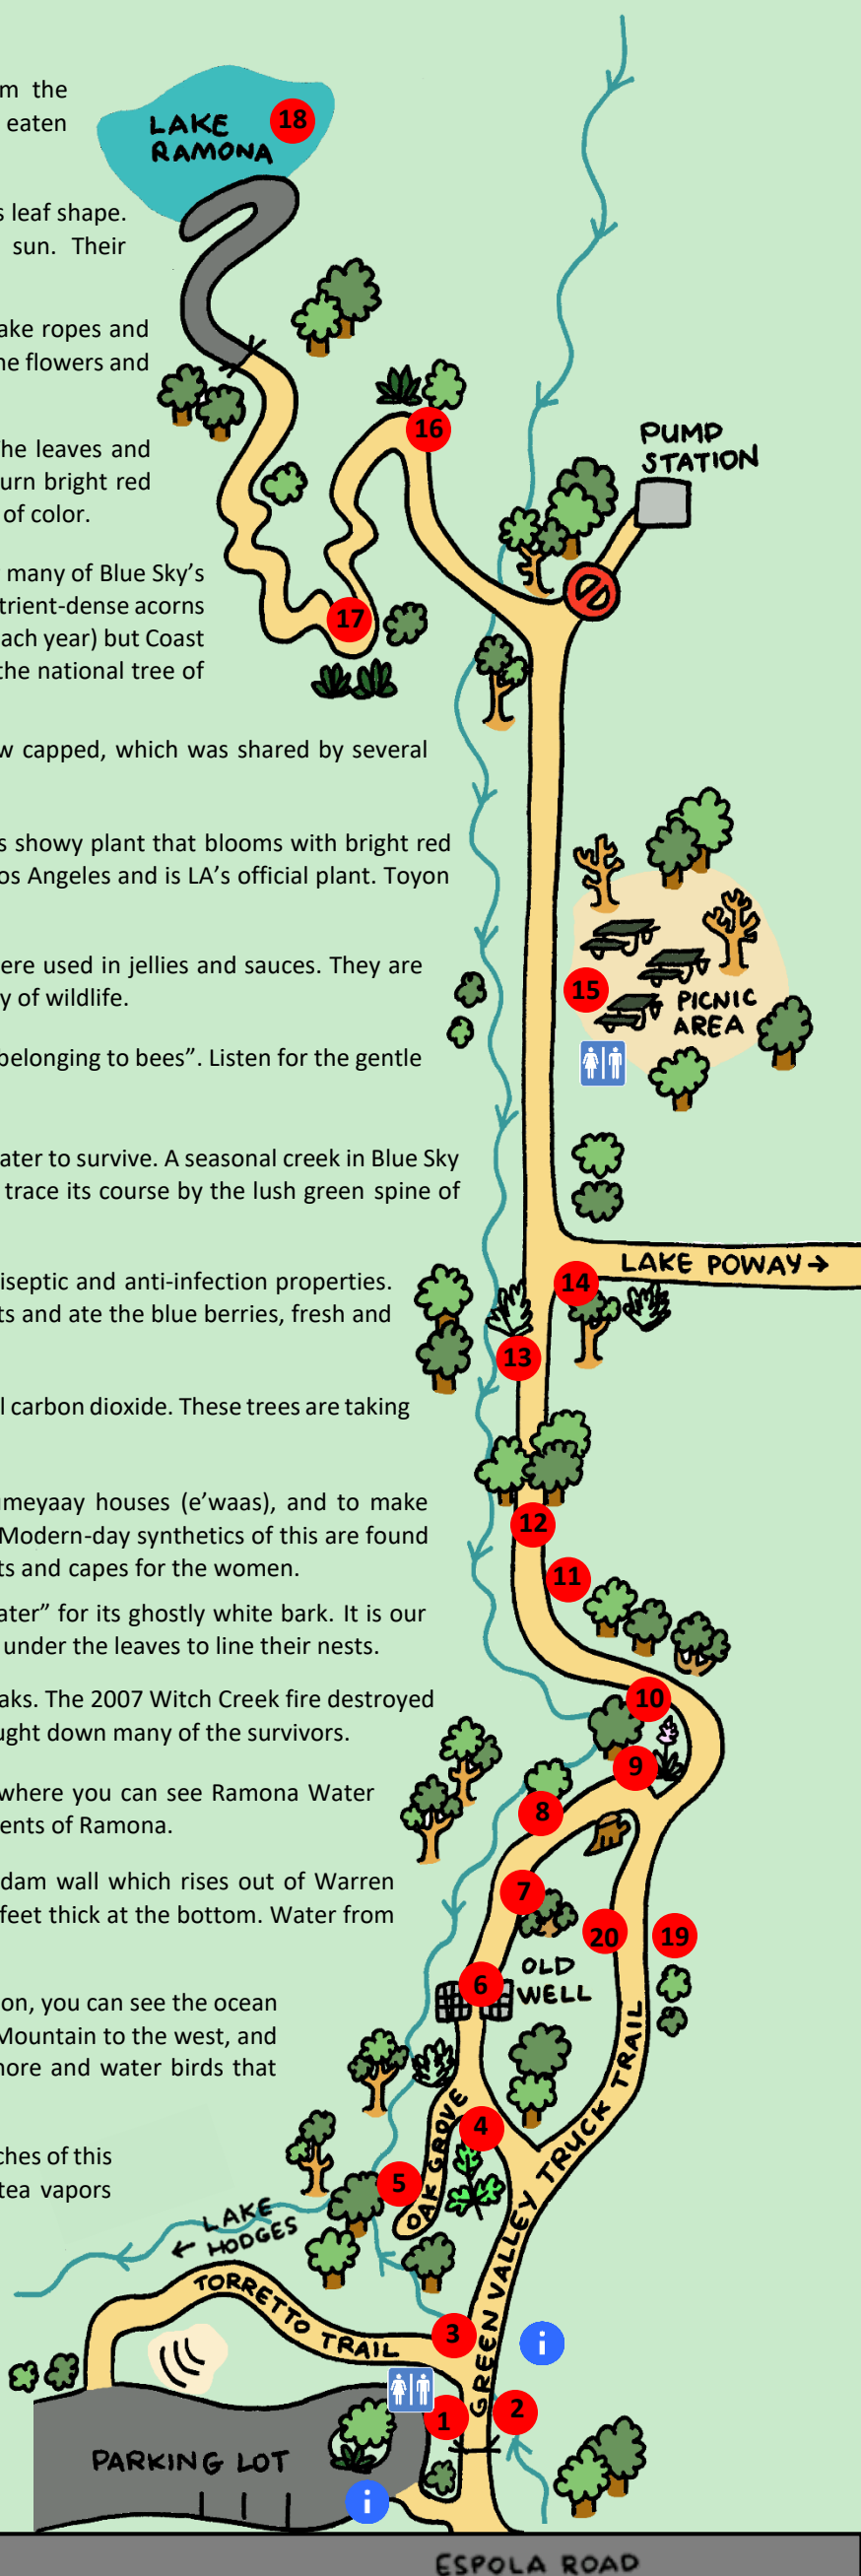 m the
eaten
LAKE
RAMONA
18
s leaf shape.
sun. Their
ake ropes and
ne flowers and
16
he leaves and
urn bright red
of color.
PUMP
STATION
many of Blue Sky's
trient-dense acorns
ach year) but Coast
the national tree of
17
w capped, which was shared by several
s showy plant that blooms with bright red
os Angeles and is LA's official plant. Toyon
ere used in jellies and sauces. They are
y of wildlife.
15
PICNIC
AREA
belonging to bees". Listen for the gentle
ater to survive. A seasonal creek in Blue Sky
trace its course by the lush green spine of
LAKE POWAY →
iseptic and anti-infection properties.
ts and ate the blue berries, fresh and
14
13
l carbon dioxide. These trees are taking
umeyaay houses (e'waas), and to make
Modern-day synthetics of this are found
ts and capes for the women.
12
11
ater" for its ghostly white bark. It is our
under the leaves to line their nests.
aks. The 2007 Witch Creek fire destroyed
ught down many of the survivors.
10
9
where you can see Ramona Water
ents of Ramona.
8
dam wall which rises out of Warren
feet thick at the bottom. Water from
7
20
19
OLD
WELL
6
on, you can see the ocean
Mountain to the west, and
nore and water birds that
OAK GROVE
4
GREEN VALLEY TRUCK TRAIL
ches of this
tea vapors
5
← LAKE
HODGES
TORRETTO TRAIL
3
i
1
2
PARKING LOT
i
ESPOLA ROAD